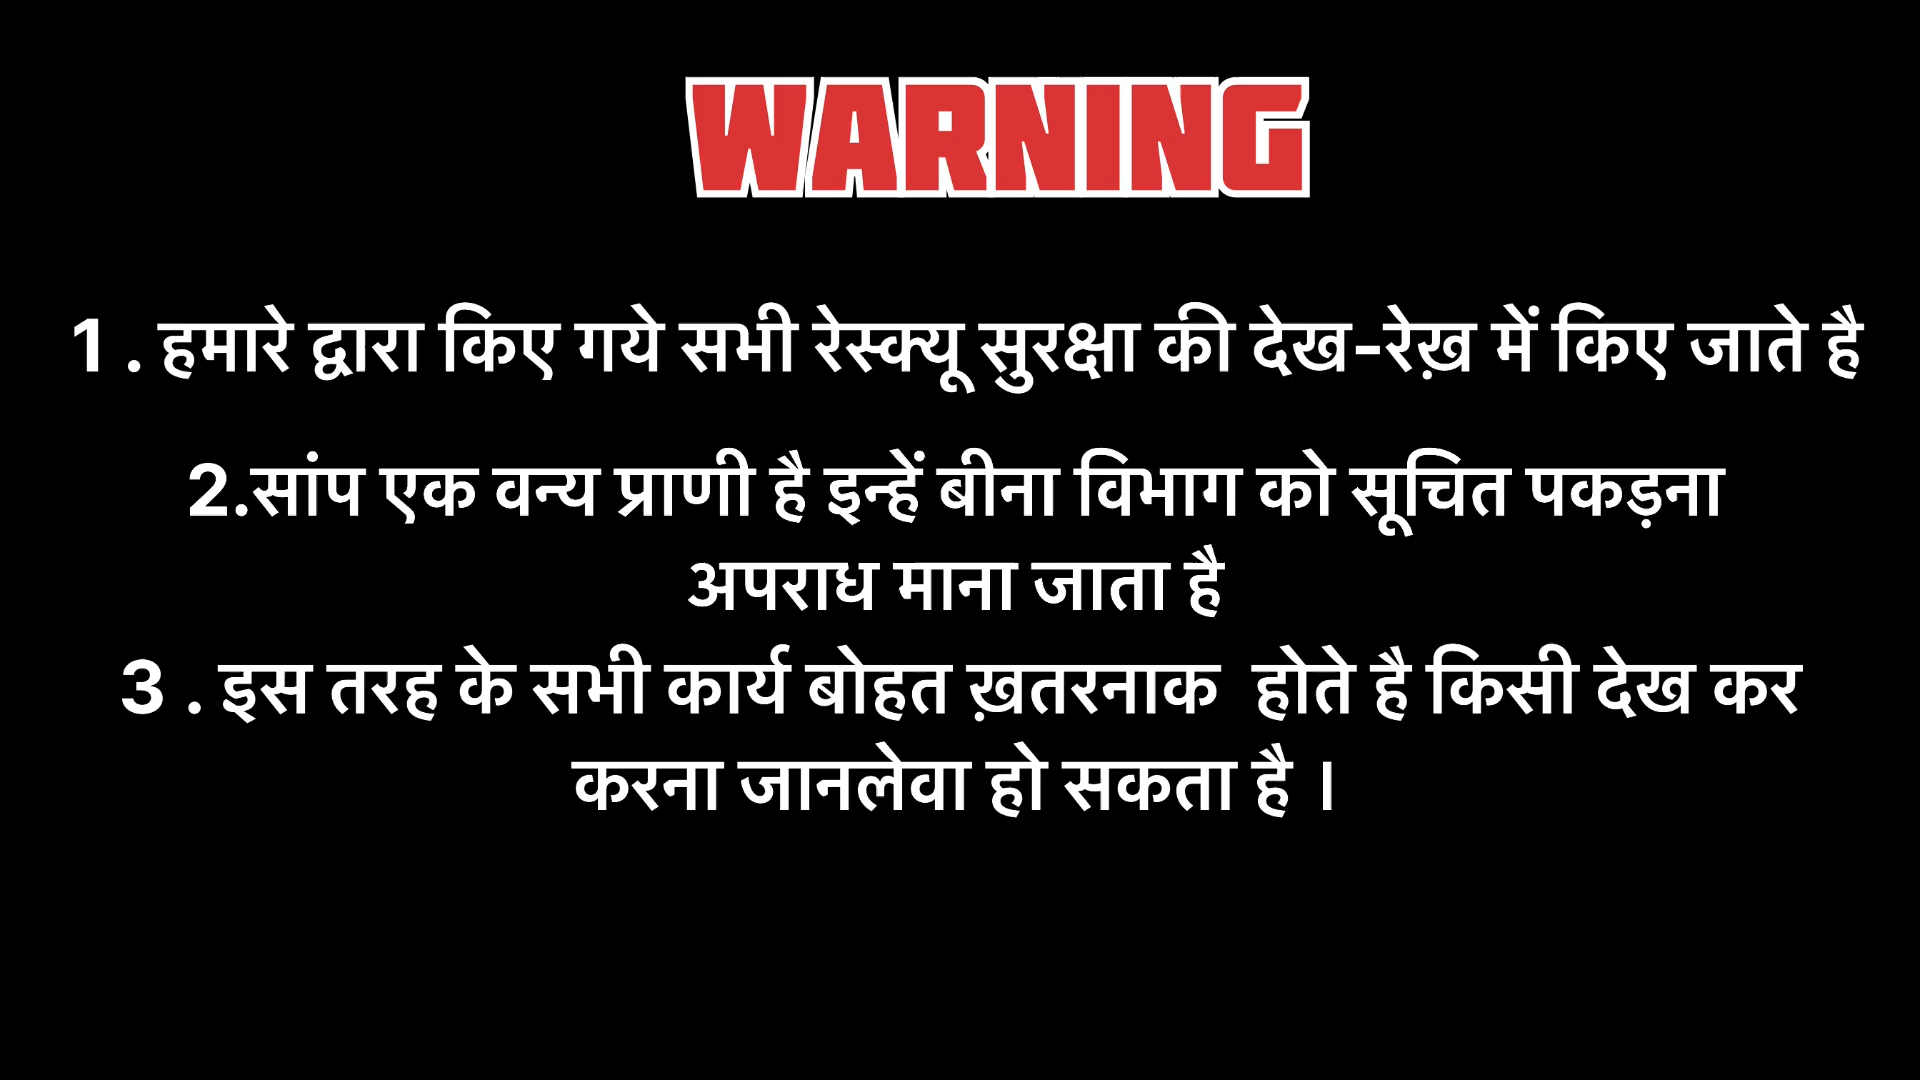 WARNING
1 . हमारे द्वारा किए गये सभी रेस्क्यू सुरक्षा की देख-रेख़ में किए जाते है
2.सांप एक वन्य प्राणी है इन्हें बीना विभाग को सूचित पकड़ना
अपराध माना जाता है
3 . इस तरह के सभी कार्य बोहत ख़तरनाक  होते है किसी देख कर
करना जानलेवा हो सकता है ।